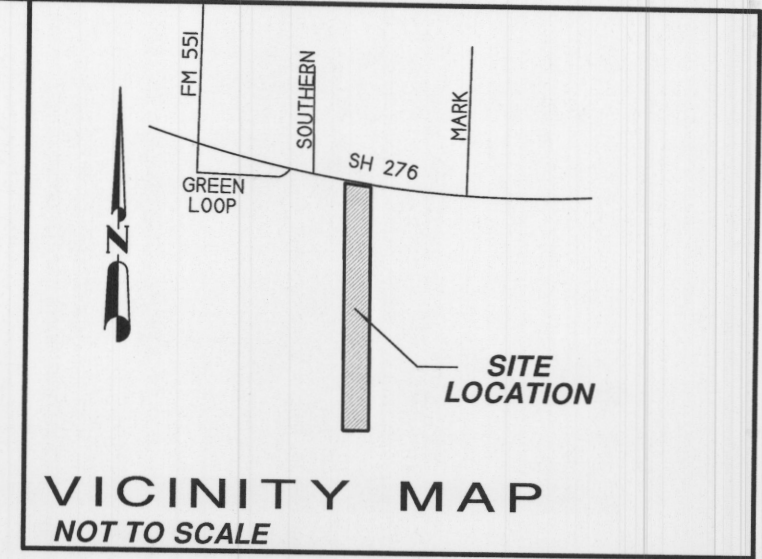 FM 551
SOUTHERN
MARK
SH 276
GREEN
LOOP
N
SITE
LOCATION
VICINITY MAP
NOT TO SCALE